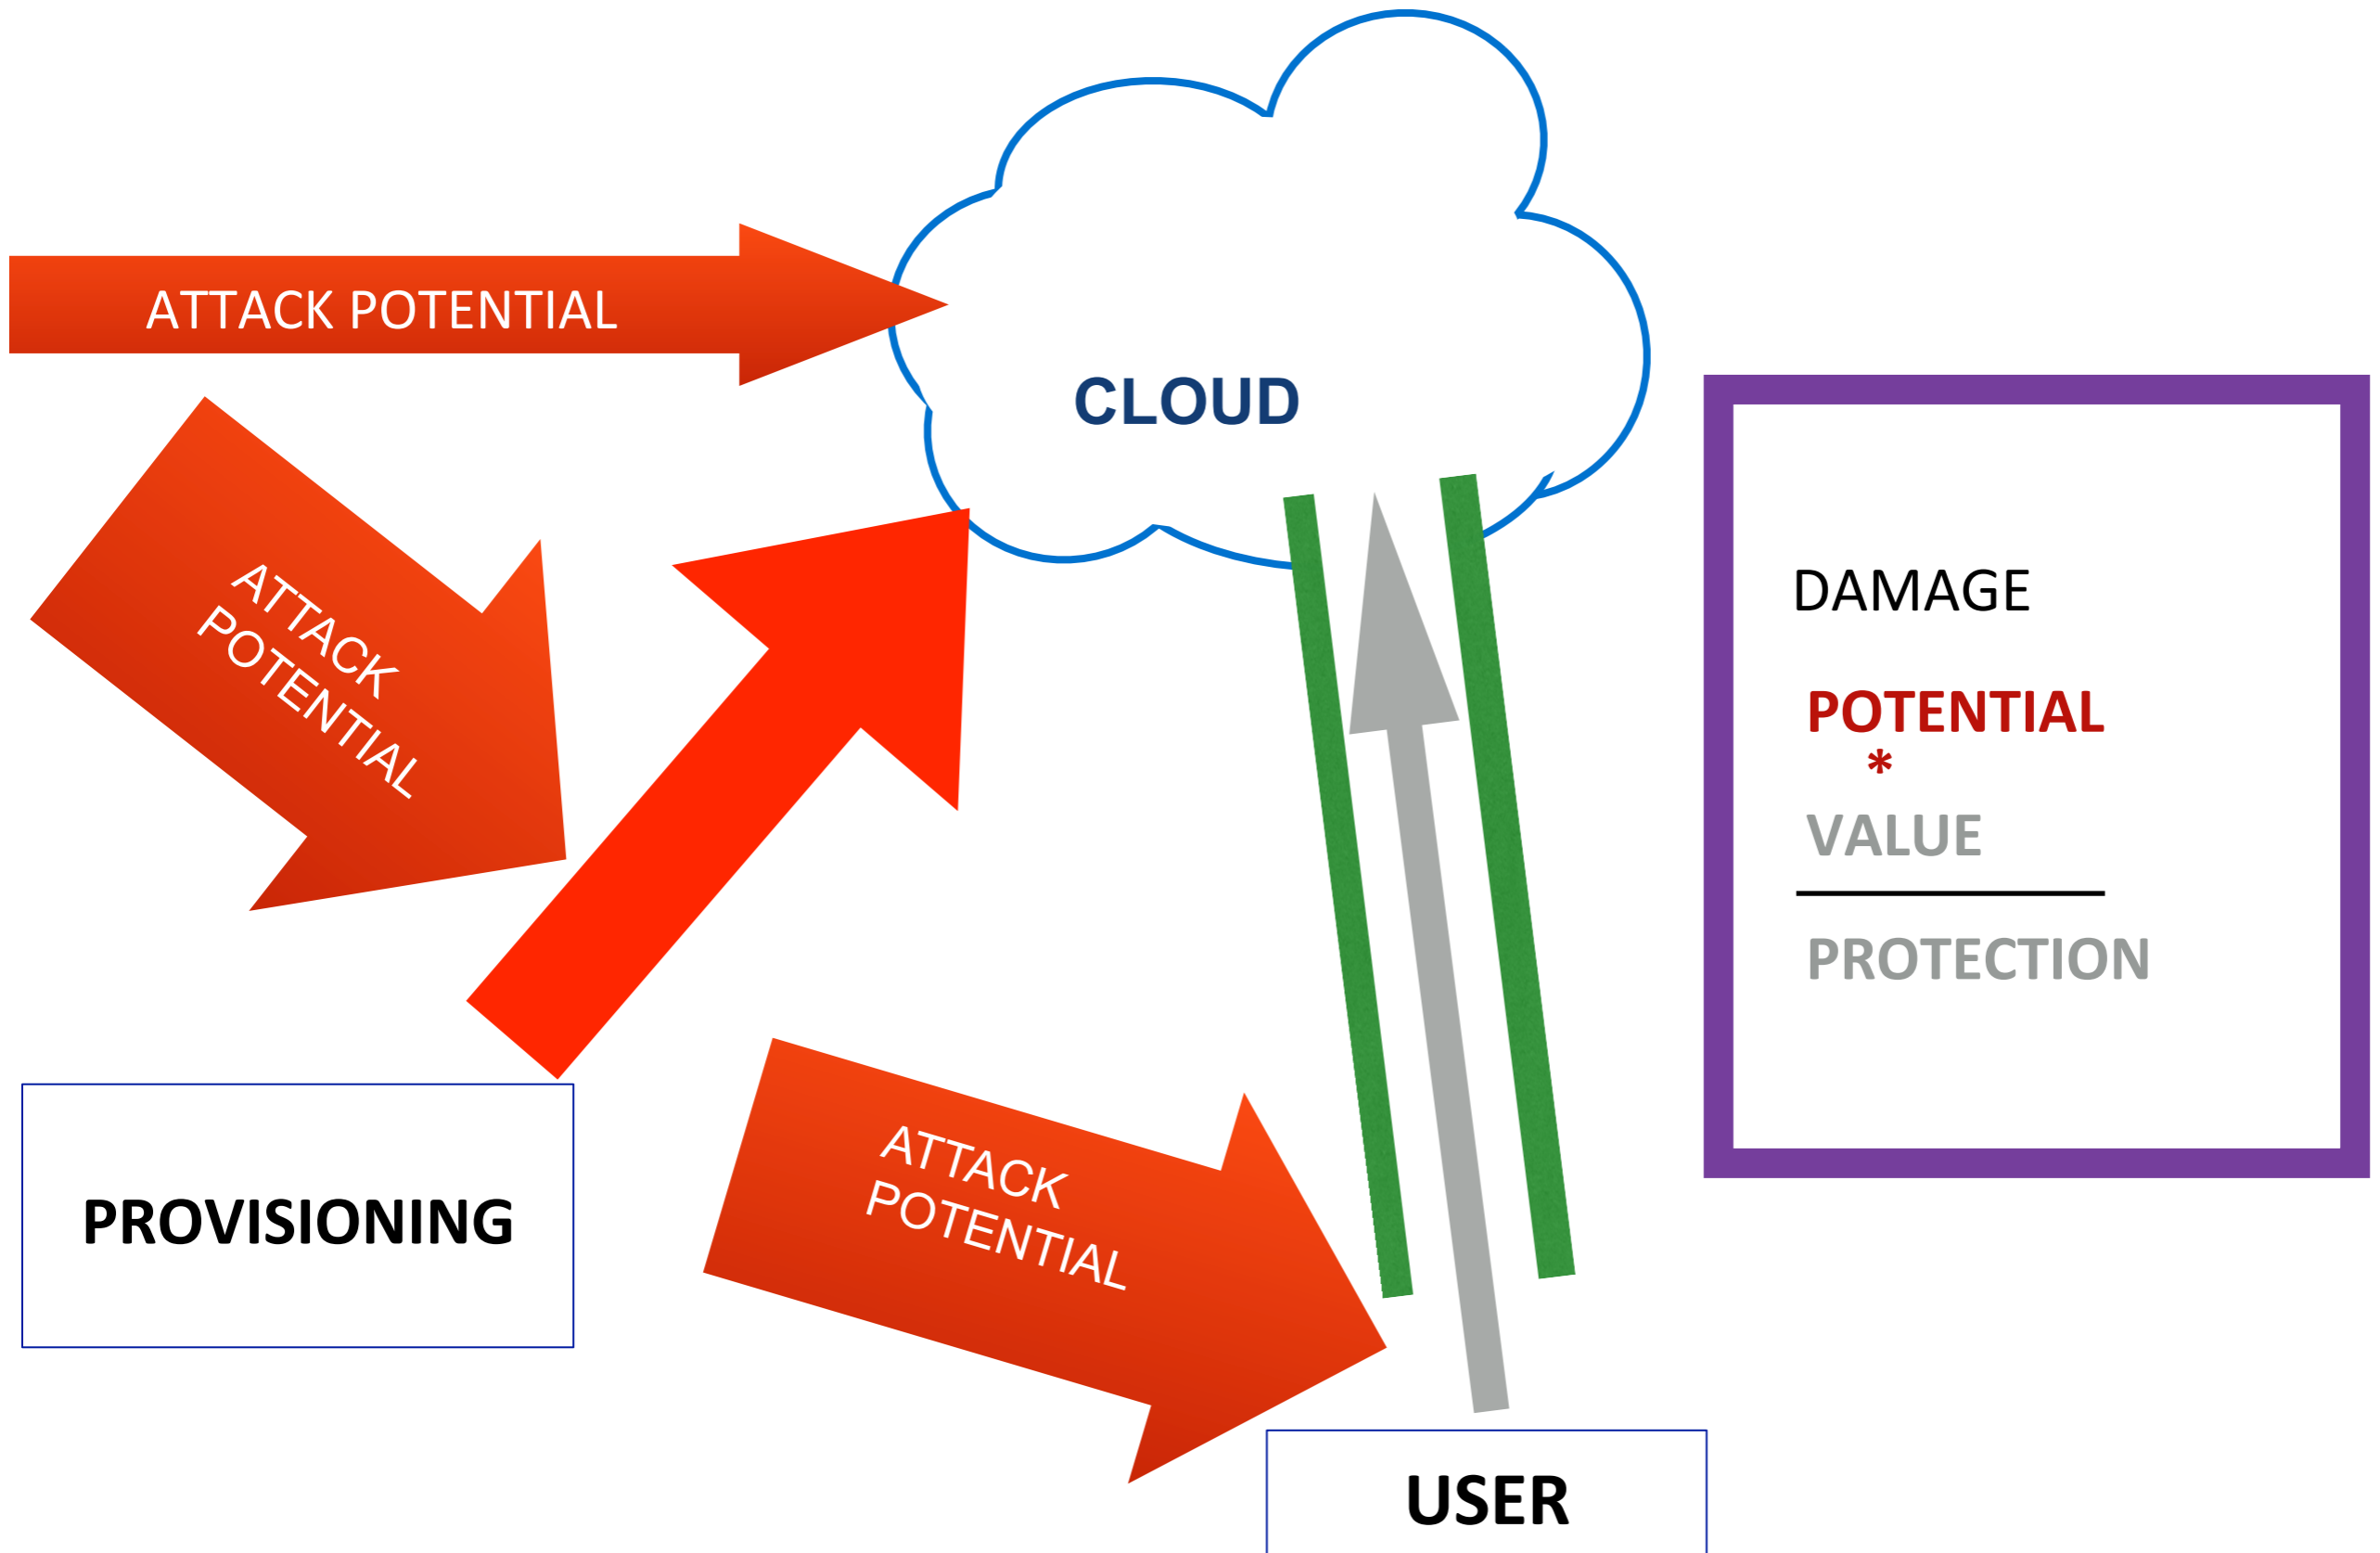 ATTACK POTENTIAL
CLOUD
ATTACK
POTENTIAL
DAMAGE
POTENTIAL
*
VALUE
PROTECTION
ATTACK
POTENTIAL
PROVISIONING
USER